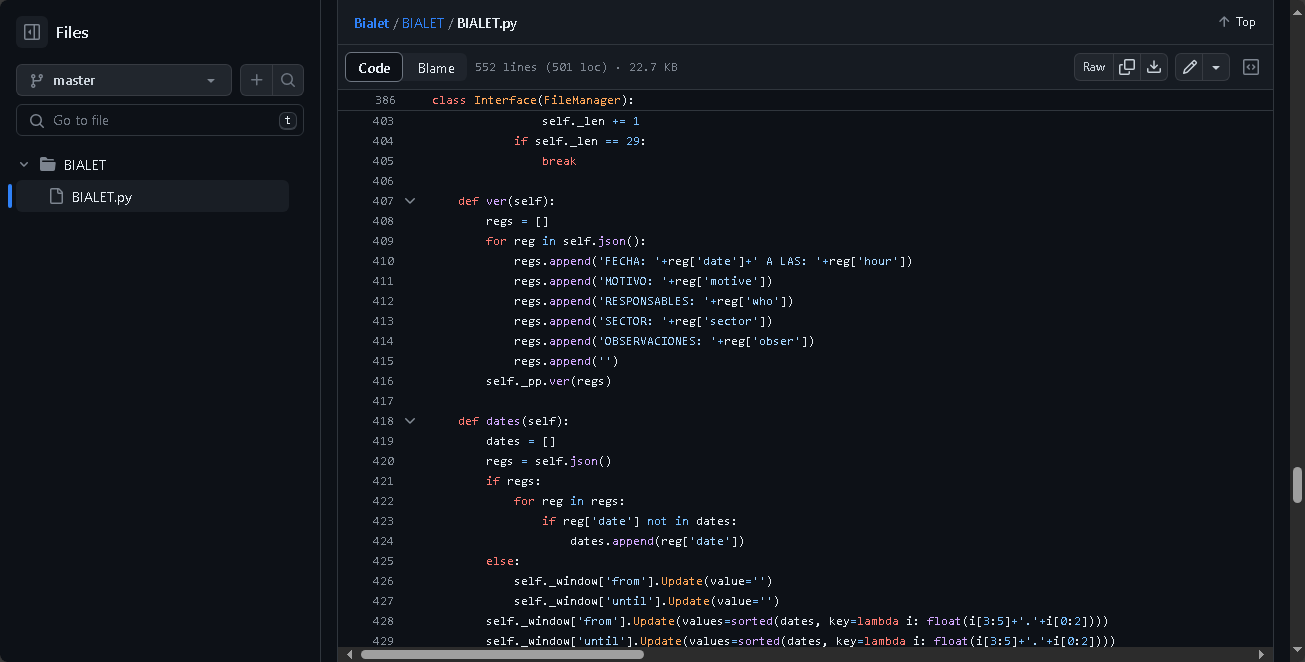 Files
master
Go to file
t
BIALET
BIALET.py
Bialet / BIALET / BIALET.py
Top
Code
Blame
552 lines (501 loc) · 22.7 KB
Raw
386 class Interface(FileManager):
403 self._len += 1
404 if self._len == 29:
405 break
406
407 def ver(self):
408 regs = []
409 for reg in self.json():
410 regs.append('FECHA: '+reg['date']+' A LAS: '+reg['hour'])
411 regs.append('MOTIVO: '+reg['motive'])
412 regs.append('RESPONSABLES: '+reg['who'])
413 regs.append('SECTOR: '+reg['sector'])
414 regs.append('OBSERVACIONES: '+reg['obser'])
415 regs.append('')
416 self._pp.ver(regs)
417
418 def dates(self):
419 dates = []
420 regs = self.json()
421 if regs:
422 for reg in regs:
423 if reg['date'] not in dates:
424 dates.append(reg['date'])
425 else:
426 self._window['from'].Update(value='')
427 self._window['until'].Update(value='')
428 self._window['from'].Update(values=sorted(dates, key=lambda i: float(i[3:5]+'.'+i[0:2])))
429 self._window['until'].Update(values=sorted(dates, key=lambda i: float(i[3:5]+'.'+i[0:2])))